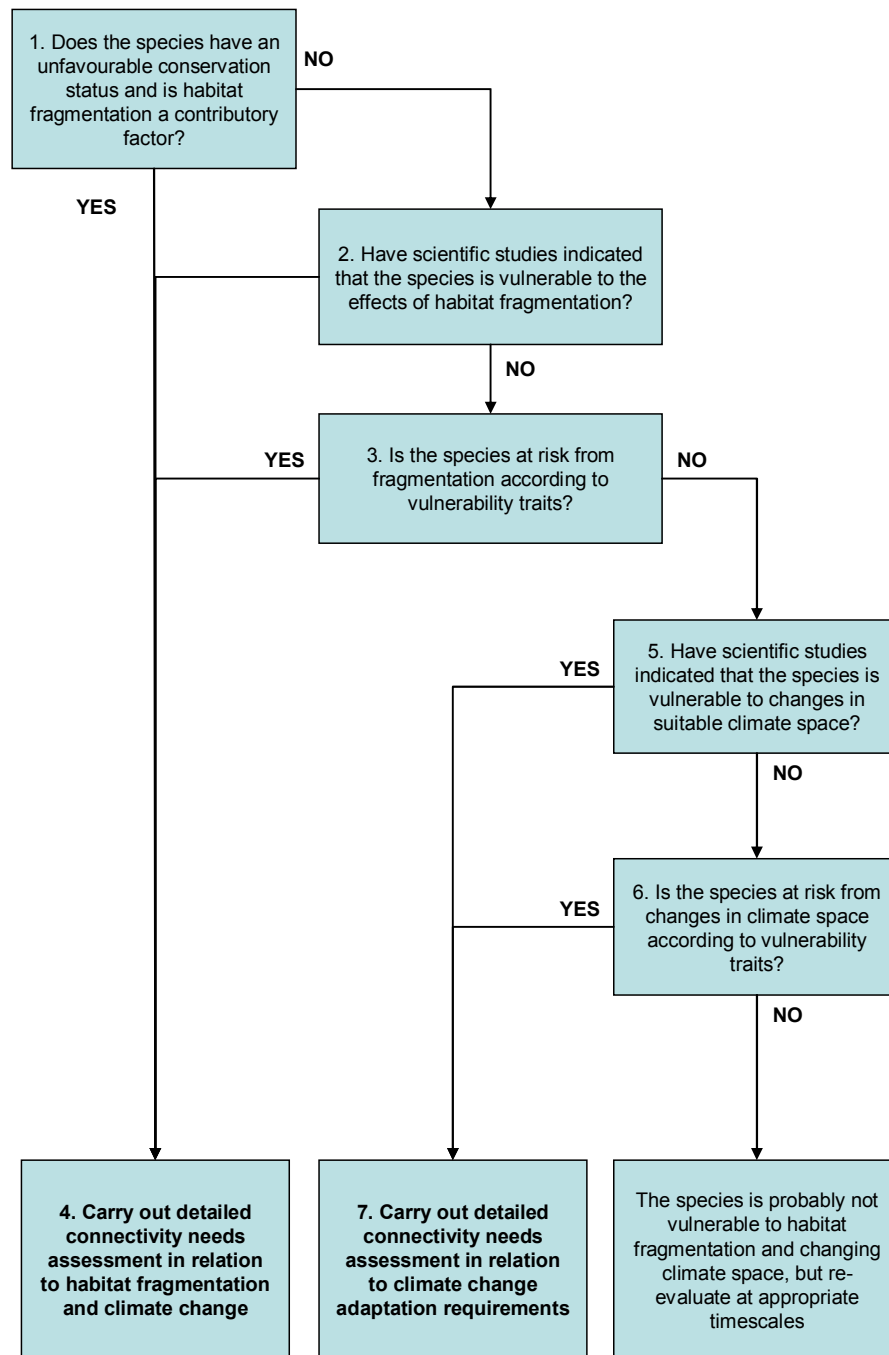 1. Does the species have an
unfavourable conservation
status and is habitat
fragmentation a contributory
factor?
NO
YES
2. Have scientific studies indicated
that the species is vulnerable to the
effects of habitat fragmentation?
NO
YES
3. Is the species at risk from
fragmentation according to
vulnerability traits?
NO
YES
5. Have scientific studies
indicated that the species is
vulnerable to changes in
suitable climate space?
NO
YES
6. Is the species at risk from
changes in climate space
according to vulnerability
traits?
NO
4. Carry out detailed
connectivity needs
assessment in relation
to habitat fragmentation
and climate change
7. Carry out detailed
connectivity needs
assessment in relation
to climate change
adaptation requirements
The species is probably not
vulnerable to habitat
fragmentation and changing
climate space, but re-
evaluate at appropriate
timescales